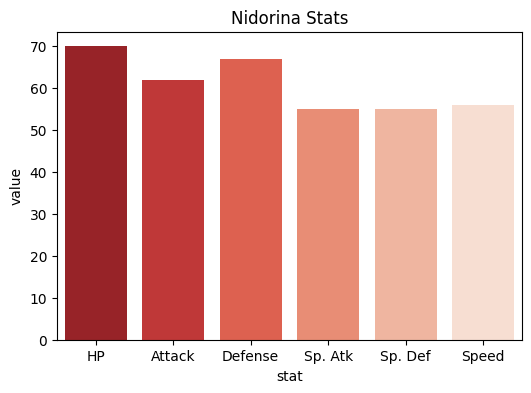 Nidorina Stats
value
70
60
50
40
30
20
10
0
HP Attack Defense Sp. Atk Sp. Def Speed
stat